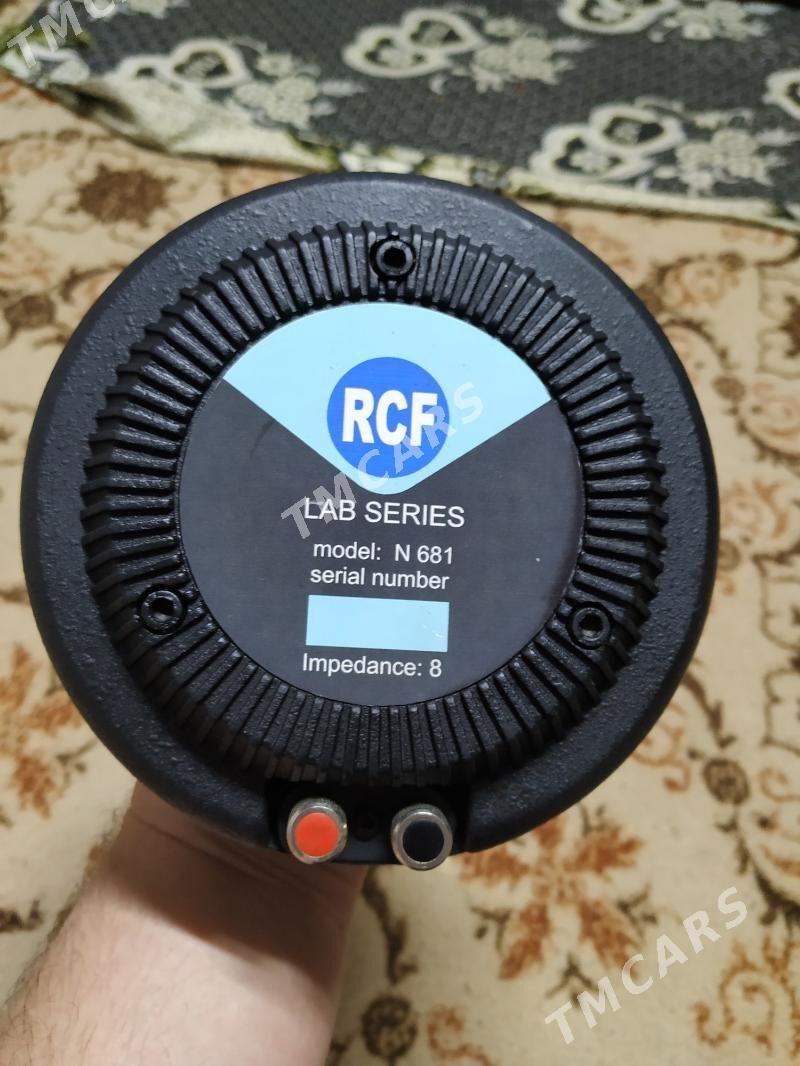 TMCARS
RCF
TMCARS
LAB SERIES
model: N 681
serial number
Impedance: 8
TMCARS